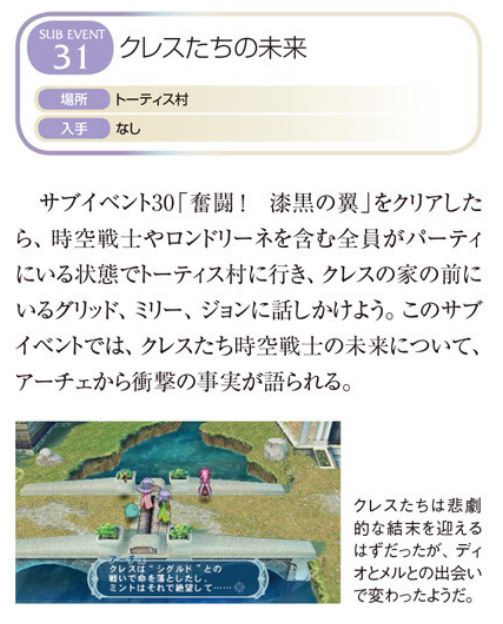 SUB EVENT
31
クレスたちの未来
場所 トーティス村
入手 なし
サブイベント30「奮闘！　漆黒の翼」をクリアした
ら、時空戦士やロンドリーネを含む全員がパーティ
にいる状態でトーティス村に行き、クレスの家の前に
いるグリッド、ミリー、ジョンに話しかけよう。このサブ
イベントでは、クレスたち時空戦士の未来について、
アーチェから衝撃の事実が語られる。
アーチェ
クレスは“シグルド”との
戦いで命を落としたし、
ミントはそれで絶望して……
クレスたちは悲劇
的な結末を迎える
はずだったが、ディ
オとメルとの出会い
で変わったようだ。